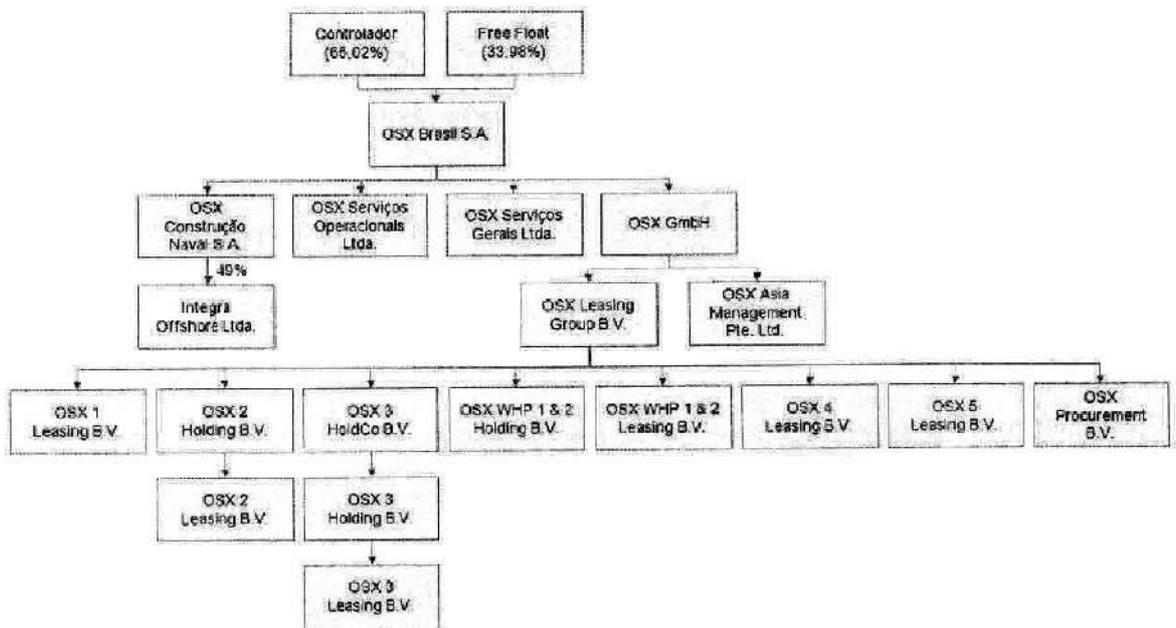 Controlador
(66,02%)
Free Float
(33,98%)
OSX Brasil S.A.
OSX
Construção
Naval S.A.
OSX Serviços
Operacionais
Ltda.
OSX Serviços
Gerais Ltda.
OSX GmbH
49%
Integra
Offshore Ltda.
OSX Leasing
Group B.V.
OSX Asia
Management
Pte. Ltd.
OSX 1
Leasing B.V.
OSX 2
Holding B.V.
OSX 3
HoldCo B.V.
OSX WHP 1 & 2
Holding B.V.
OSX WHP 1 & 2
Leasing B.V.
OSX 4
Leasing B.V.
OSX 5
Leasing B.V.
OSX
Procurement
B.V.
OSX 2
Leasing B.V.
OSX 3
Holding B.V.
OSX 3
Leasing B.V.